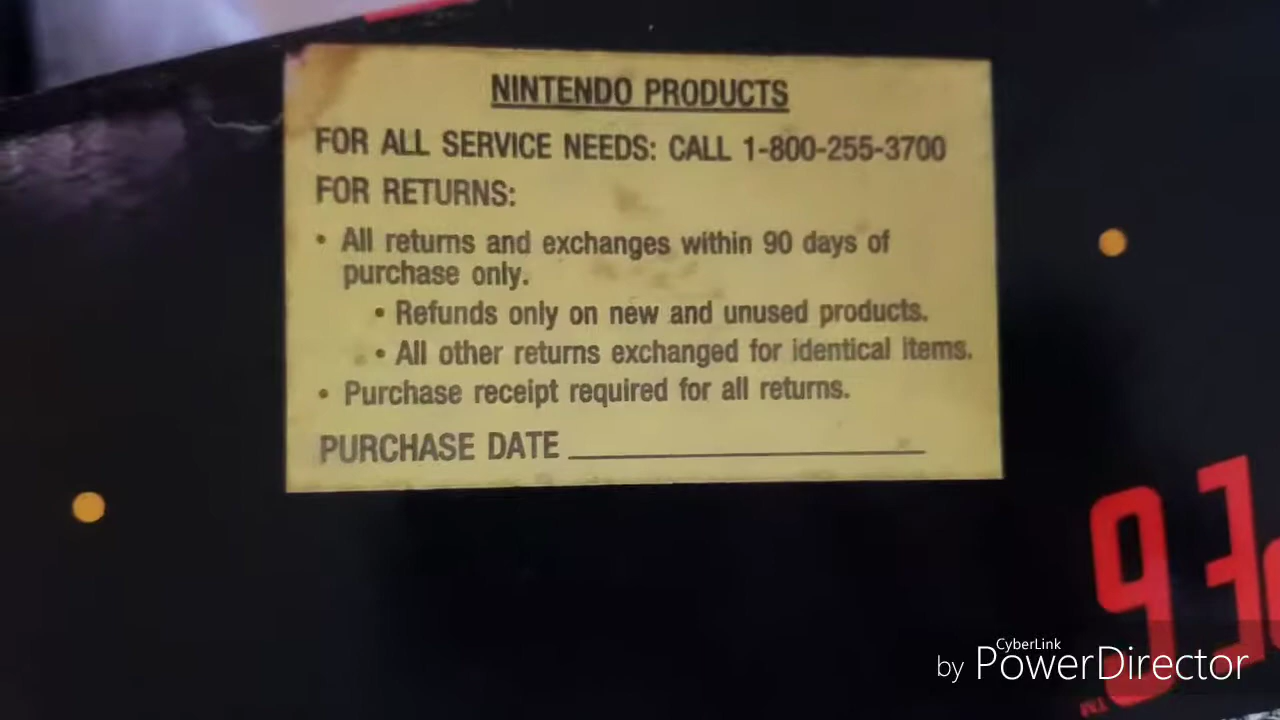 NINTENDO PRODUCTS
FOR ALL SERVICE NEEDS: CALL 1-800-255-3700
FOR RETURNS:
• All returns and exchanges within 90 days of
purchase only.
• Refunds only on new and unused products.
• All other returns exchanged for identical items.
• Purchase receipt required for all returns.
PURCHASE DATE
CyberLink
by PowerDirector
TM